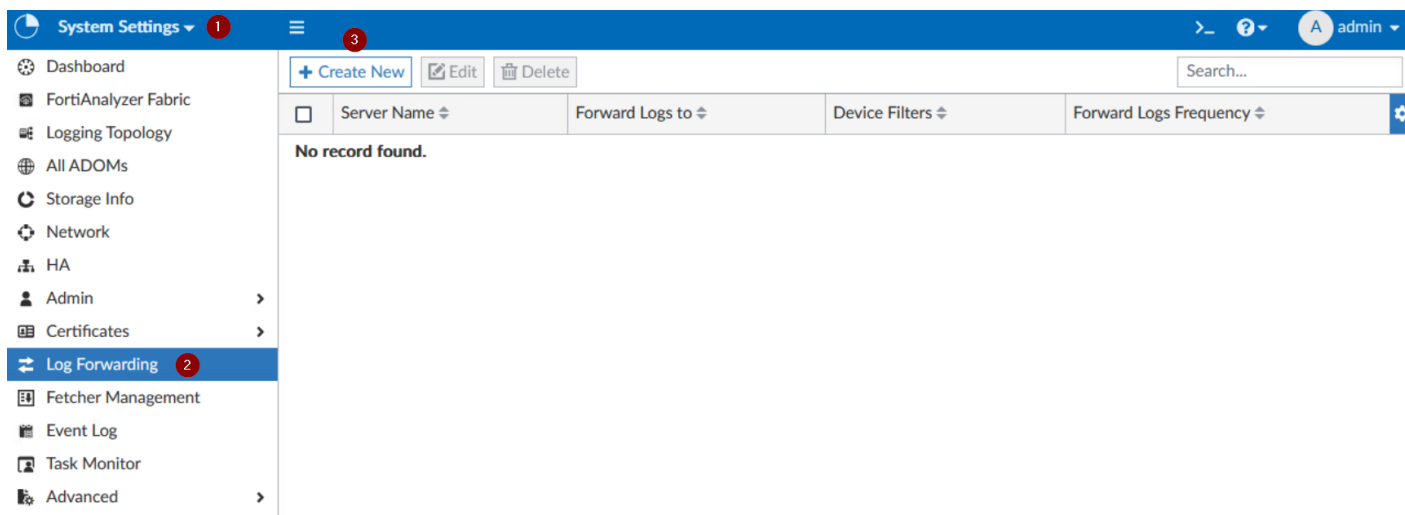 System Settings 1
3
>_ ? A admin
Dashboard
FortiAnalyzer Fabric
Logging Topology
All ADOMs
Storage Info
Network
HA
Admin
Certificates
Log Forwarding 2
Fetcher Management
Event Log
Task Monitor
Advanced
+ Create New Edit Delete Search...
Server Name Forward Logs to Device Filters Forward Logs Frequency
No record found.